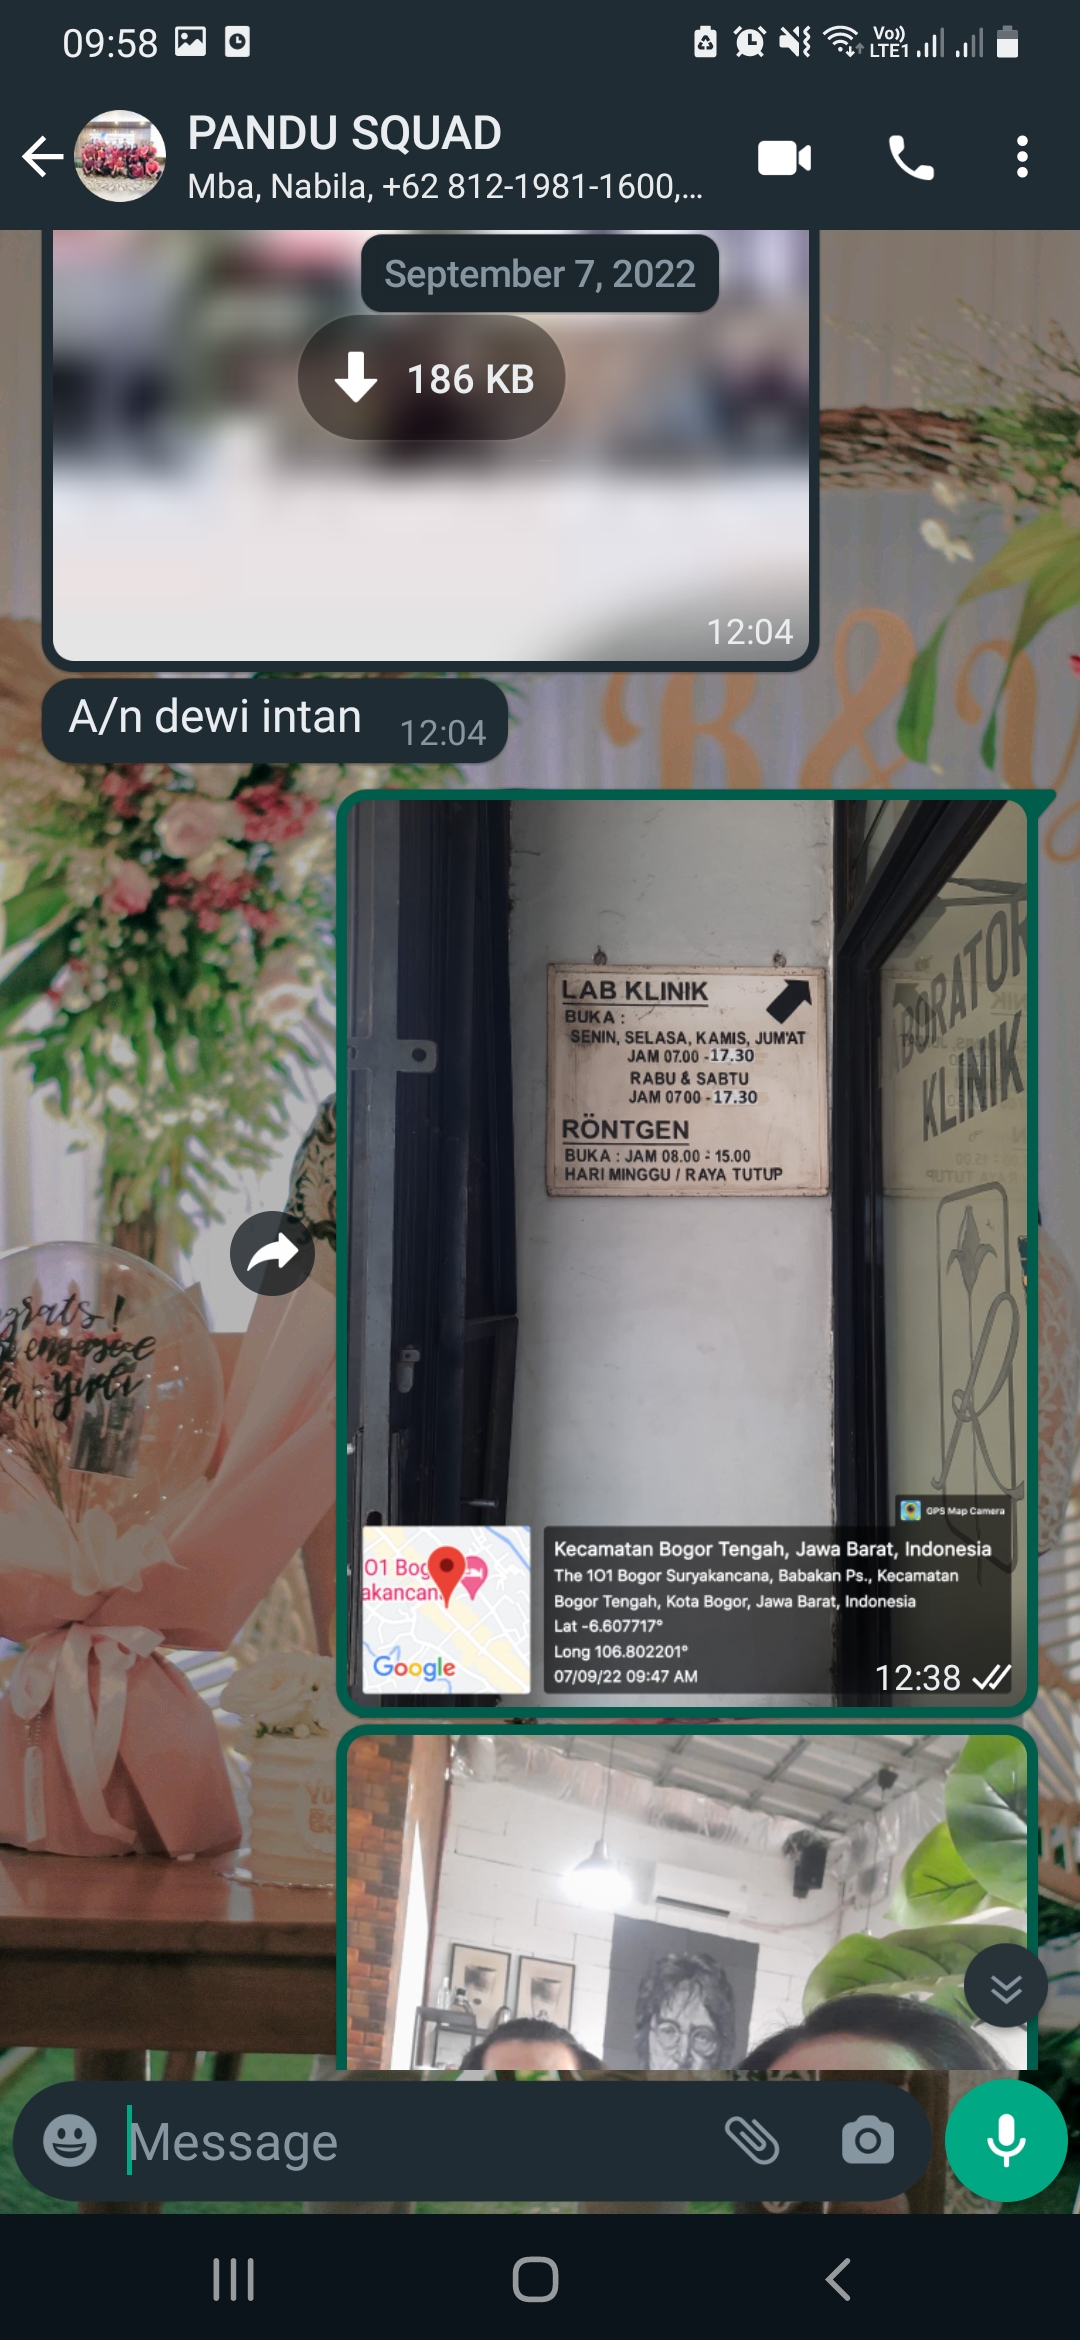 09:58
Vo))
LTE1
PANDU SQUAD
Mba, Nabila, +62 812-1981-1600,...
September 7, 2022
186 KB
12:04
A/n dewi intan
12:04
LAB KLINIK
BUKA :
SENIN, SELASA, KAMIS, JUM'AT
JAM 07.00 - 17.30
RABU & SABTU
JAM 0700 - 17.30
RÖNTGEN
BUKA : JAM 08.00 - 15.00
HARI MINGGU / RAYA TUTUP
BORATOR
KLINIK
GPS Map Camera
Kecamatan Bogor Tengah, Jawa Barat, Indonesia
The 1O1 Bogor Suryakancana, Babakan Ps., Kecamatan
Bogor Tengah, Kota Bogor, Jawa Barat, Indonesia
Lat -6.607717°
Long 106.802201°
07/09/22 09:47 AM
O1 Bog
akancan
Google
12:38
Message